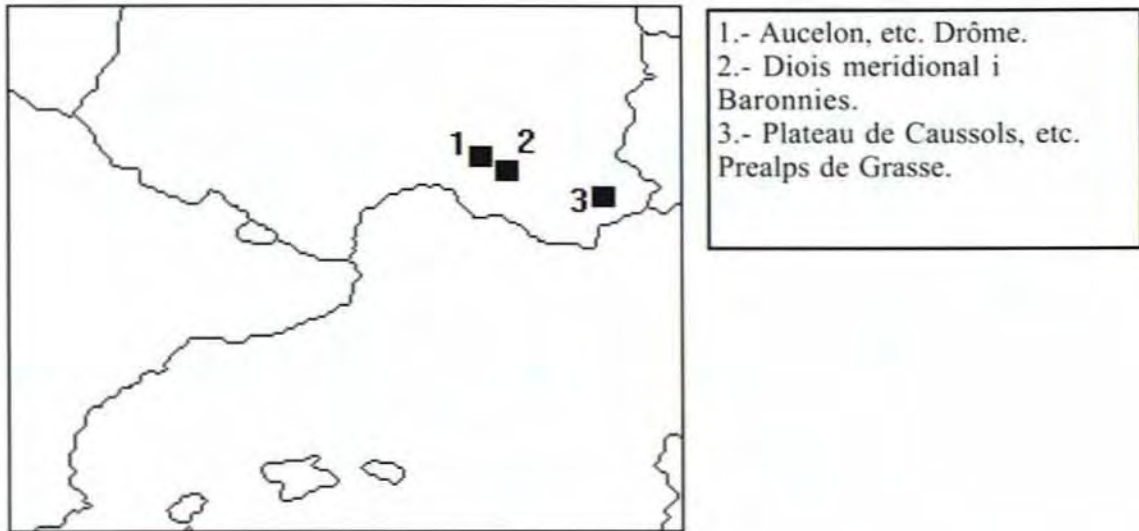 1
2
3
1.- Aucelon, etc. Drôme.
2.- Diois meridional i
Baronnies.
3.- Plateau de Caussols, etc.
Prealps de Grasse.